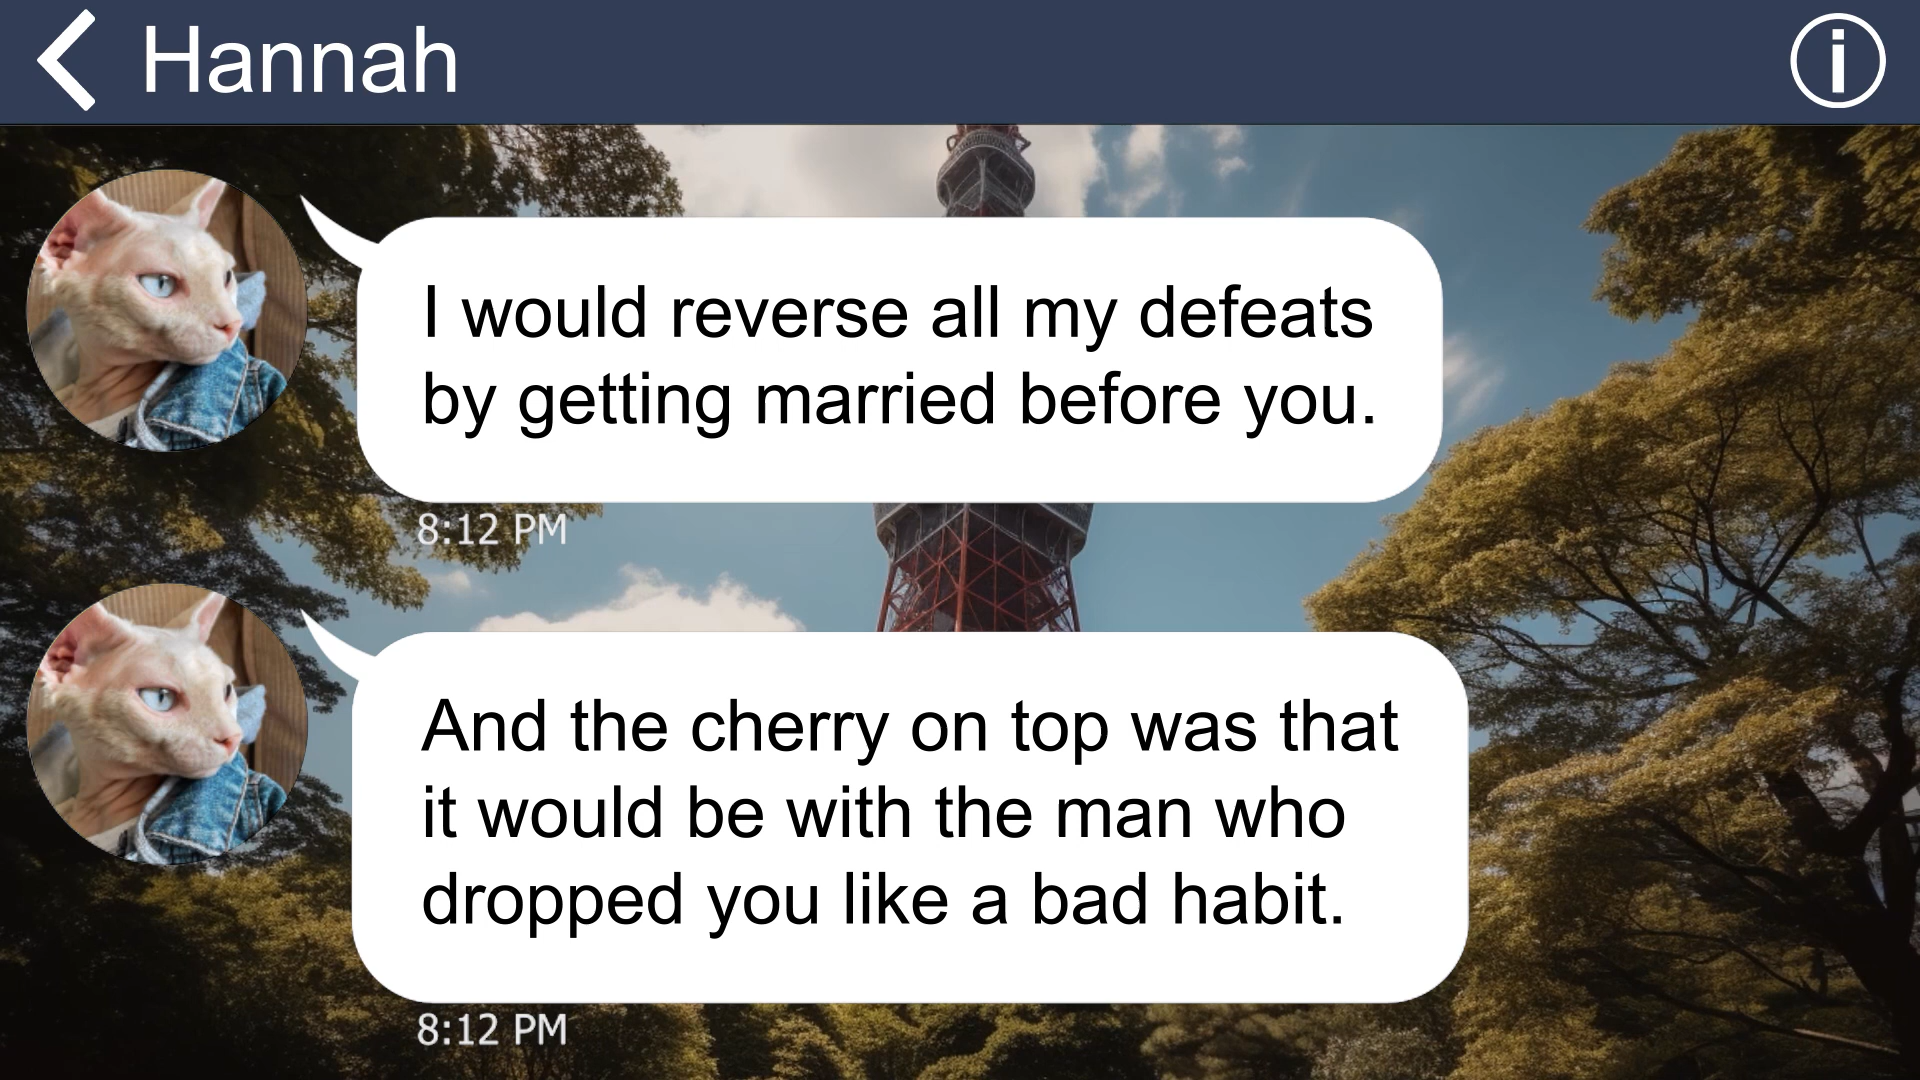 Hannah
I would reverse all my defeats
by getting married before you.
8:12 PM
And the cherry on top was that
it would be with the man who
dropped you like a bad habit.
8:12 PM